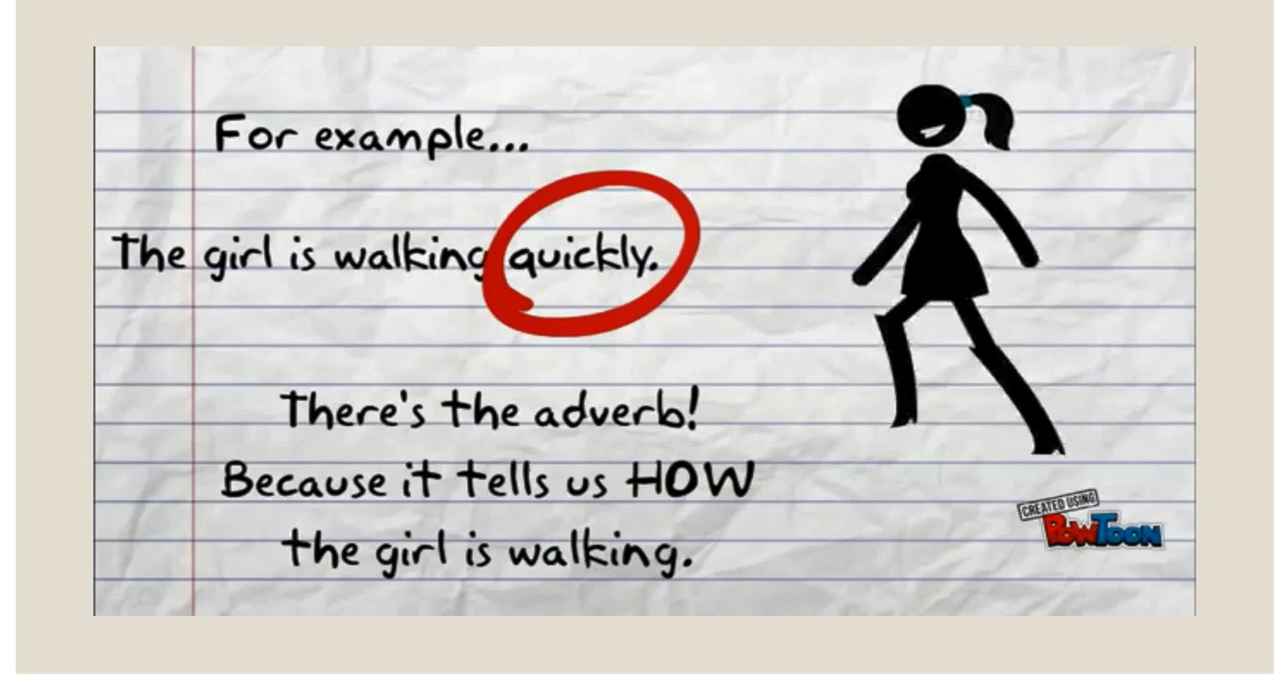 For example...
The girl is walking quickly.
There's the adverb!
Because it tells us HOW
the girl is walking.
CREATED USING
POWTOON